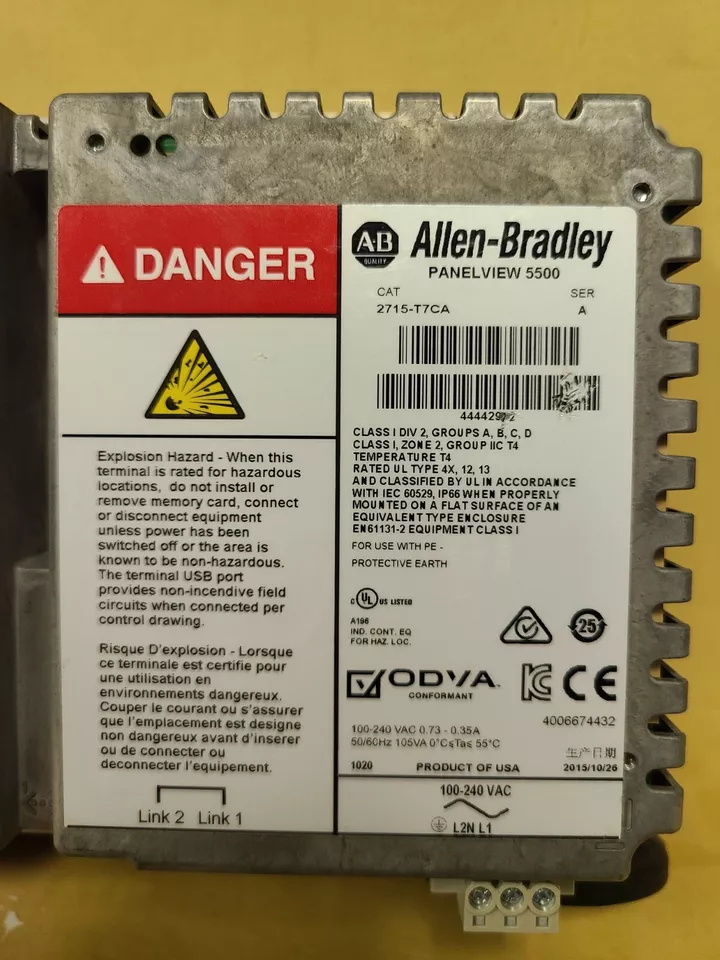 DANGER
Explosion Hazard - When this
terminal is rated for hazardous
locations, do not install or
remove memory card, connect
or disconnect equipment
unless power has been
switched off or the area is
known to be non-hazardous.
The terminal USB port
provides non-incendive field
circuits when connected per
control drawing.
Risque D'explosion - Lorsque
ce terminale est certifie pour
une utilisation en
environnements dangereux.
Couper le courant ou s'assurer
que l'emplacement est designe
non dangereux avant d'inserer
ou de connecter ou
deconnecter l'equipement.
Link 2 Link 1
A·B
QUALITY
Allen-Bradley
PANELVIEW 5500
CAT SER
2715-T7CA A
CLASS I DIV 2, GROUPS A, B, C, D
CLASS I, ZONE 2, GROUP IIC T4
TEMPERATURE T4
RATED UL TYPE 4X, 12, 13
AND CLASSIFIED BY UL IN ACCORDANCE
WITH IEC 60529, IP66 WHEN PROPERLY
MOUNTED ON A FLAT SURFACE OF AN
EQUIVALENT TYPE ENCLOSURE
EN61131-2 EQUIPMENT CLASS I
FOR USE WITH PE -
PROTECTIVE EARTH
C UL US LISTED
A196
IND. CONT. EQ
FOR HAZ. LOC.
25
ODVA
CONFORMANT
CE
4006674432
100-240 VAC 0.73 - 0.35A
50/60Hz 105VA 0°C≤Ta≤ 55°C
生产日期
1020 PRODUCT OF USA 2015/10/26
100-240 VAC
L2N L1